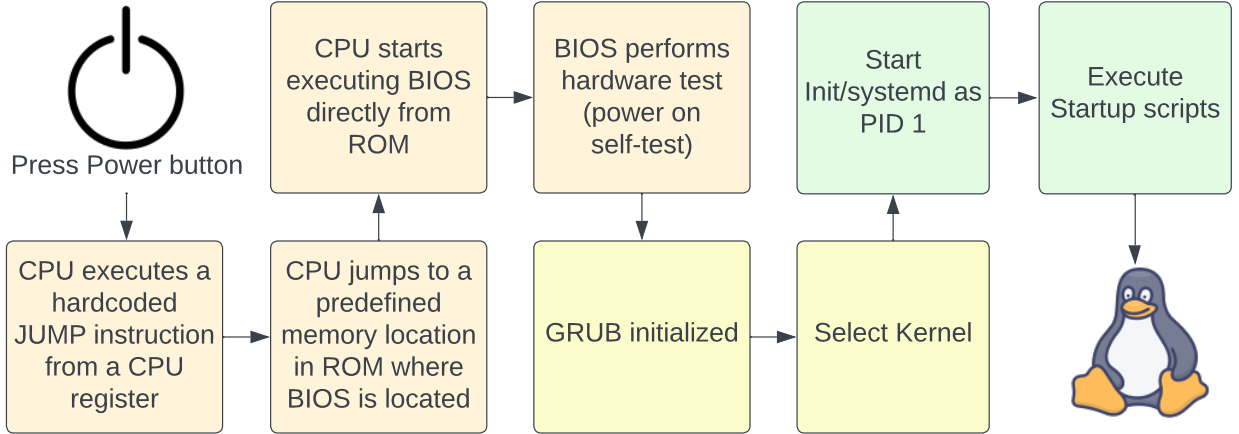 Press Power button
CPU executes a
hardcoded
JUMP instruction
from a CPU
register
CPU jumps to a
predefined
memory location
in ROM where
BIOS is located
CPU starts
executing BIOS
directly from
ROM
BIOS performs
hardware test
(power on
self-test)
GRUB initialized
Select Kernel
Start
Init/systemd as
PID 1
Execute
Startup scripts